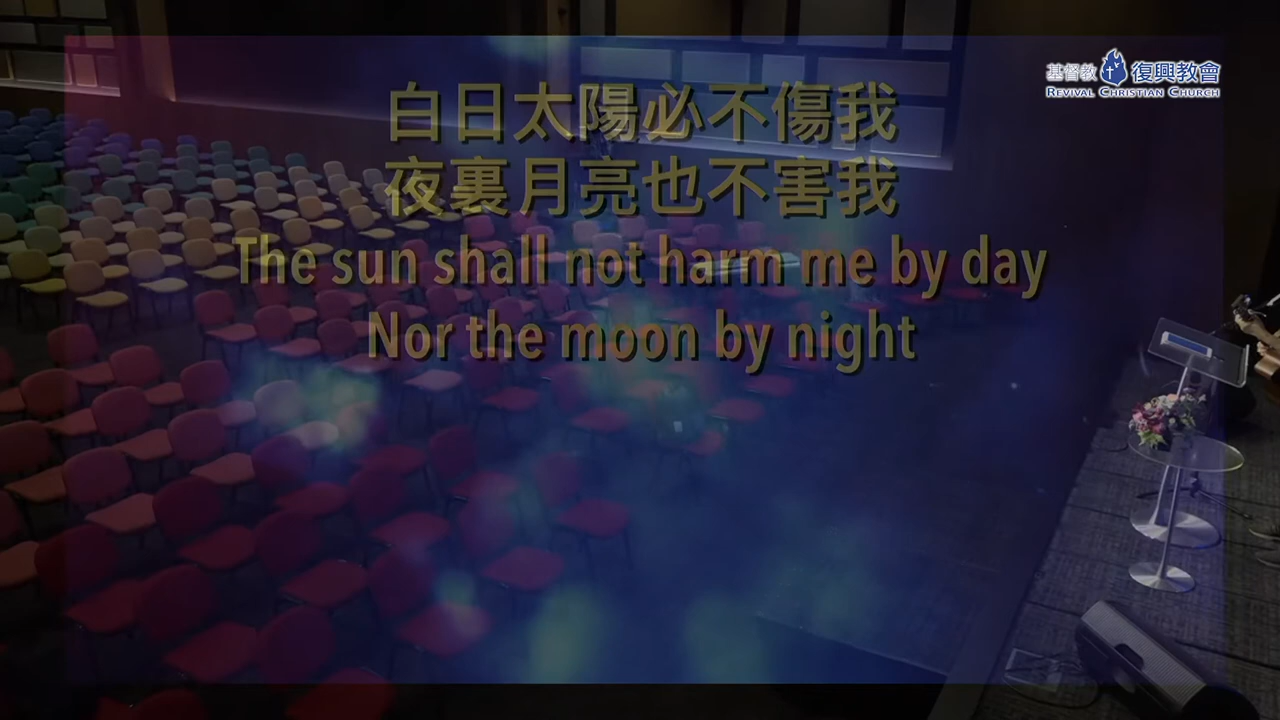 基督教 復興教會
REVIVAL CHRISTIAN CHURCH
白日太陽必不傷我
夜裏月亮也不害我
The sun shall not harm me by day
Nor the moon by night